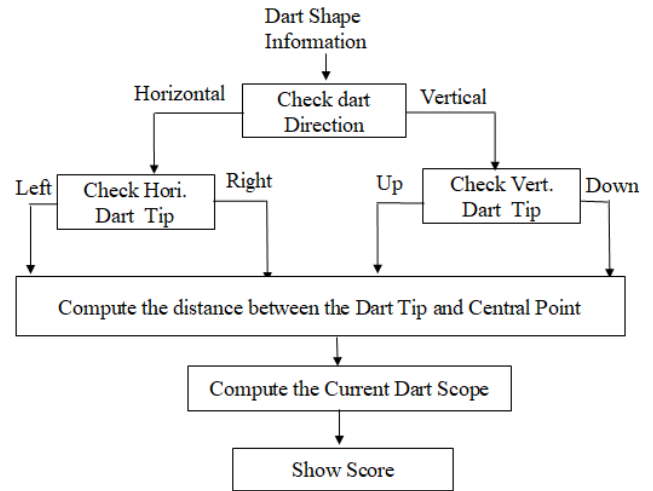 Dart Shape
Information
Horizontal
Check dart
Direction
Vertical
Left
Check Hori.
Dart Tip
Right
Up
Check Vert.
Dart Tip
Down
Compute the distance between the Dart Tip and Central Point
Compute the Current Dart Scope
Show Score